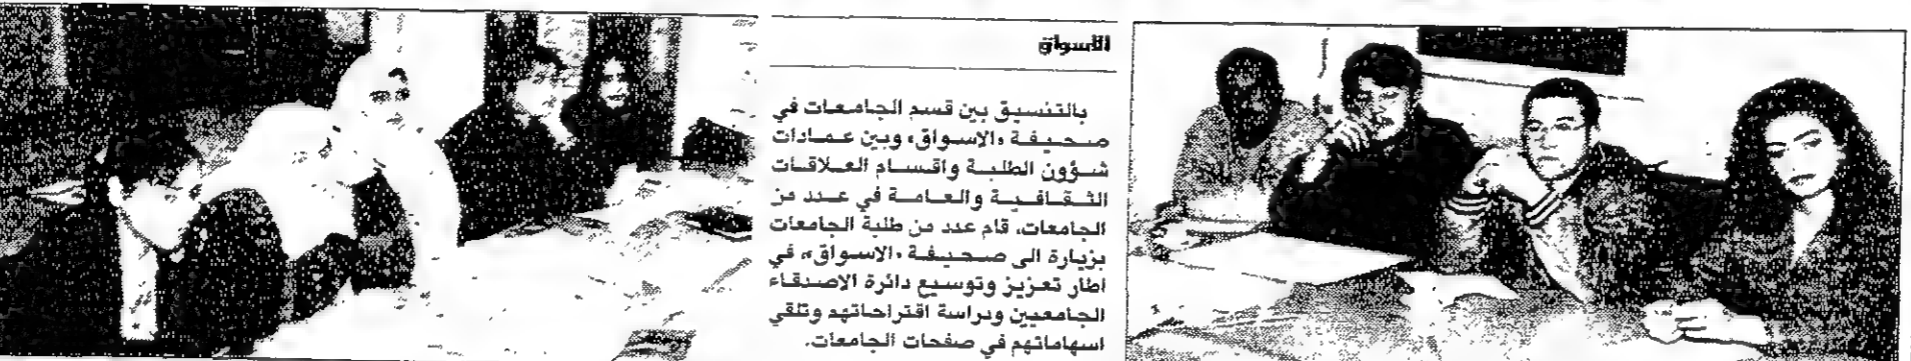 الأسواق
بالتنسيق بين قسم الجامعات في
صحيفة «الاسواق» وبين عمادات
شؤون الطلبة واقسام العلاقات
الثقافية والعامة في عدد من
الجامعات، قام عدد من طلبة الجامعات
بزيارة الى صحيفة «الاسواق»، في
اطار تعزيز وتوسيع دائرة الاصدقاء
الجامعيين ودراسة اقتراحاتهم وتلقي
اسهاماتهم في صفحات الجامعات.